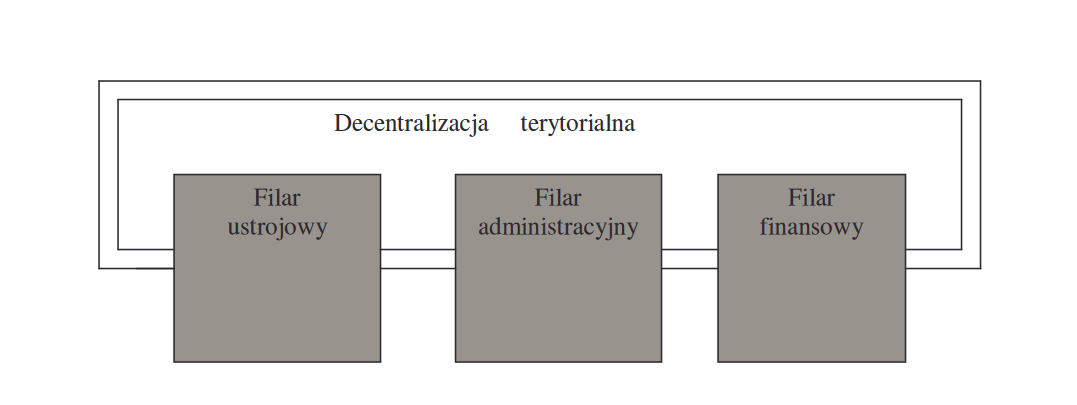 Decentralizacja terytorialna
Filar
ustrojowy
Filar
administracyjny
Filar
finansowy